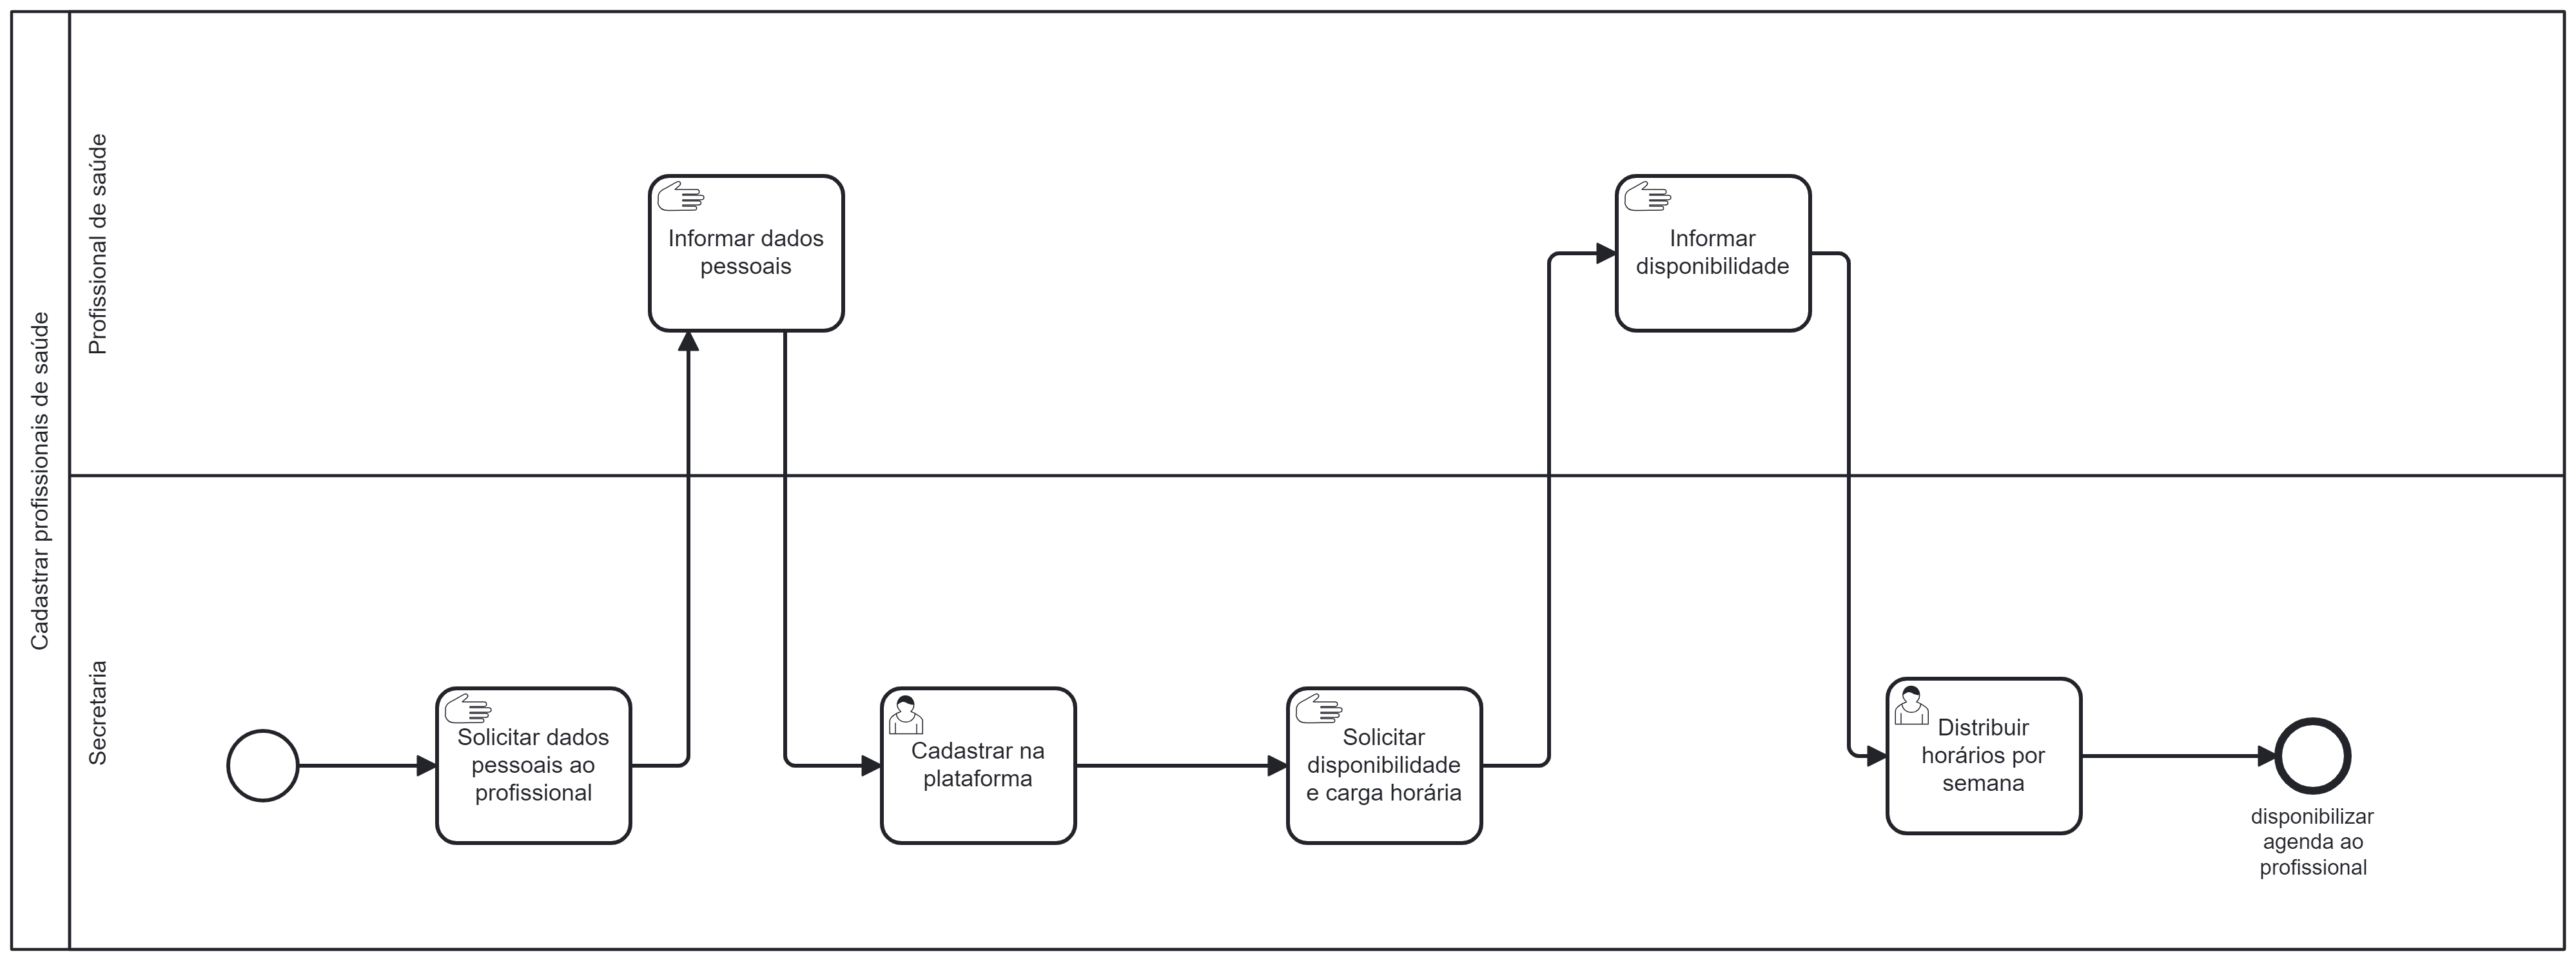 Cadastrar profissionais de saúde
Profissional de saúde
Informar dados
pessoais
Informar
disponibilidade
Secretaria
Solicitar dados
pessoais ao
profissional
Cadastrar na
plataforma
Solicitar
disponibilidade
e carga horária
Distribuir
horários por
semana
disponibilizar
agenda ao
profissional